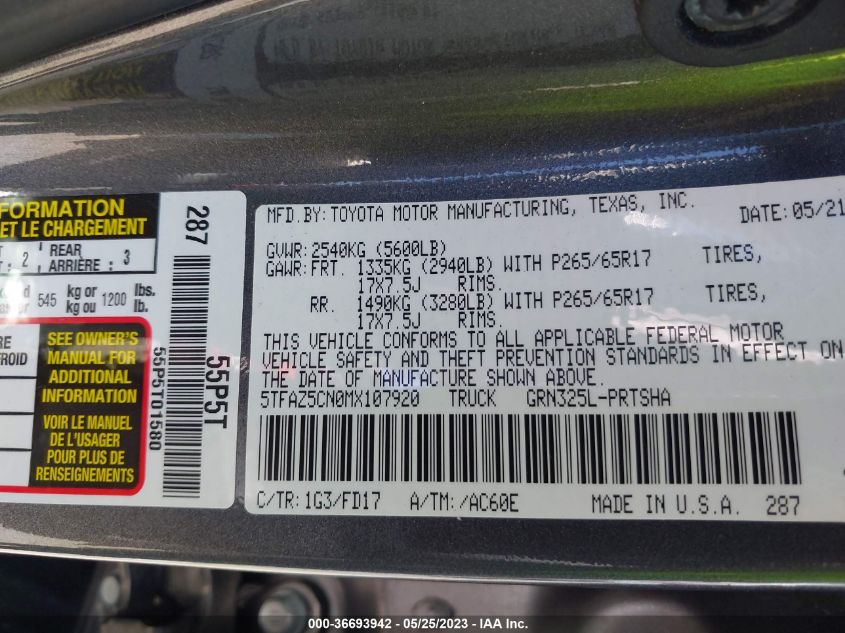 FORMATION
ET LE CHARGEMENT
: 2 REAR ARRIÈRE : 3
545 kg or kg ou 1200 lbs. lb.
SEE OWNER'S
MANUAL FOR
ADDITIONAL
INFORMATION
VOIR LE MANUEL
DE L'USAGER
POUR PLUS DE
RENSEIGNEMENTS
287
55P5T
55P5T01580
MFD. BY: TOYOTA MOTOR MANUFACTURING, TEXAS, INC. DATE: 05/21
GVWR: 2540KG (5600LB)
GAWR: FRT. 1335KG (2940LB) WITH P265/65R17 TIRES,
17X7.5J RIMS.
RR. 1490KG (3280LB) WITH P265/65R17 TIRES,
17X7.5J RIMS.
THIS VEHICLE CONFORMS TO ALL APPLICABLE FEDERAL MOTOR
VEHICLE SAFETY AND THEFT PREVENTION STANDARDS IN EFFECT ON
THE DATE OF MANUFACTURE SHOWN ABOVE.
5TFAZ5CN0MX107920 TRUCK GRN325L-PRTSHA
C/TR: 1G3/FD17 A/TM: /AC60E MADE IN U.S.A. 287
000-36693942 - 05/25/2023 - IAA Inc.